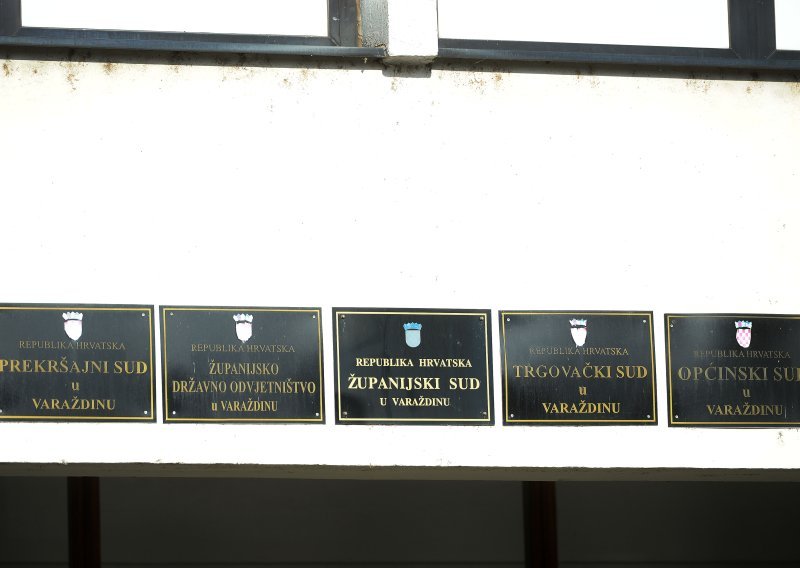 REPUBLIKA HRVATSKA
PREKRŠAJNI SUD
u
VARAŽDINU
REPUBLIKA HRVATSKA
ŽUPANIJSKO
DRŽAVNO ODVJETNIŠTVO
u VARAŽDINU
REPUBLIKA HRVATSKA
ŽUPANIJSKI SUD
U VARAŽDINU
REPUBLIKA HRVATSKA
TRGOVAČKI SUD
u
VARAŽDINU
REPUBLIKA HRVATSKA
OPĆINSKI SUD
u
VARAŽDINU